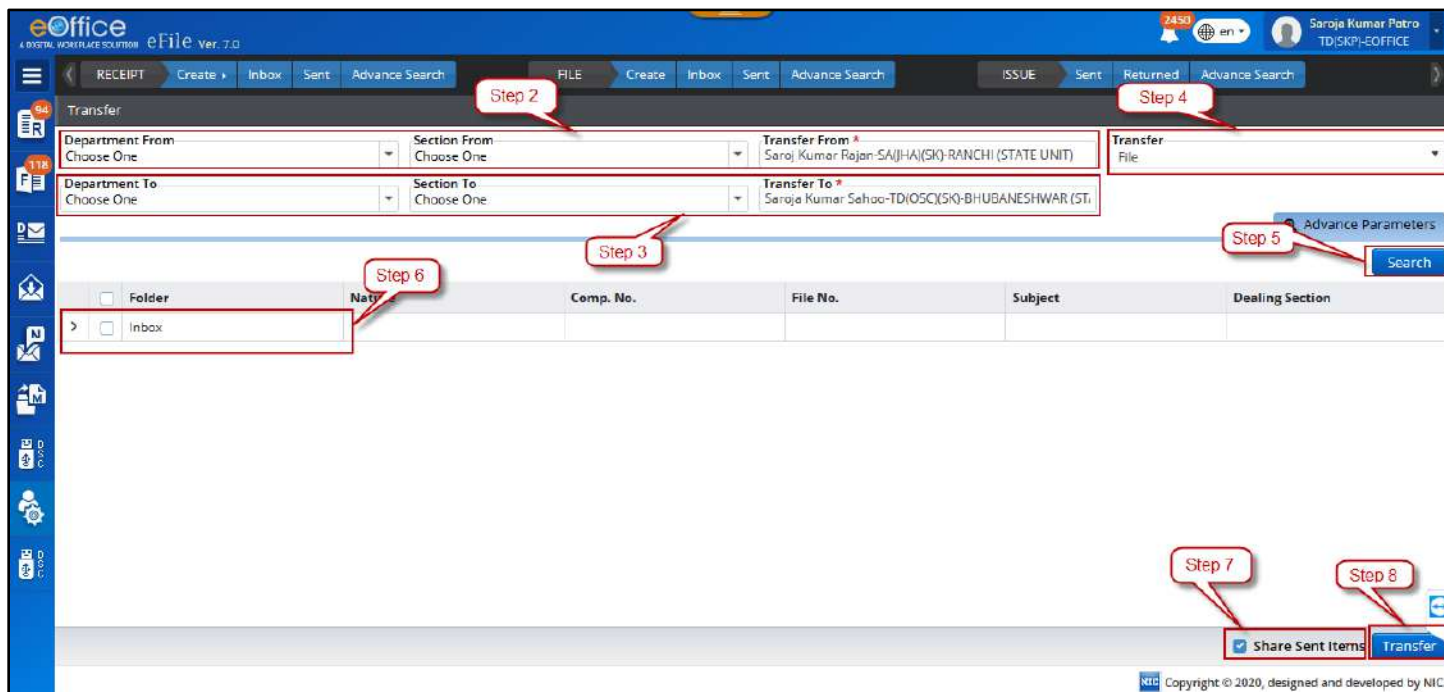 eOffice
A DIGITAL WORKPLACE SOLUTION eFile Ver. 7.0
2450
en
Saroja Kumar Patro
TD(SKP)-EOFFICE
RECEIPT Create Inbox Sent Advance Search FILE Create Inbox Sent Advance Search ISSUE Sent Returned Advance Search
94
R
Transfer
Step 2
Step 4
Department From Section From Transfer From * Transfer
Choose One Choose One Saroj Kumar Rajan-SA(JHA)(SK)-RANCHI (STATE UNIT) File
118
F
Department To Section To Transfer To *
Choose One Choose One Saroja Kumar Sahoo-TD(OSC)(SK)-BHUBANESHWAR (ST
D
Advance Parameters
Step 3
Step 5
Search
Step 6
Folder Nature Comp. No. File No. Subject Dealing Section
Inbox
N
M
DSC
DSC
Step 7
Step 8
Share Sent Items Transfer
NIC Copyright © 2020, designed and developed by NIC